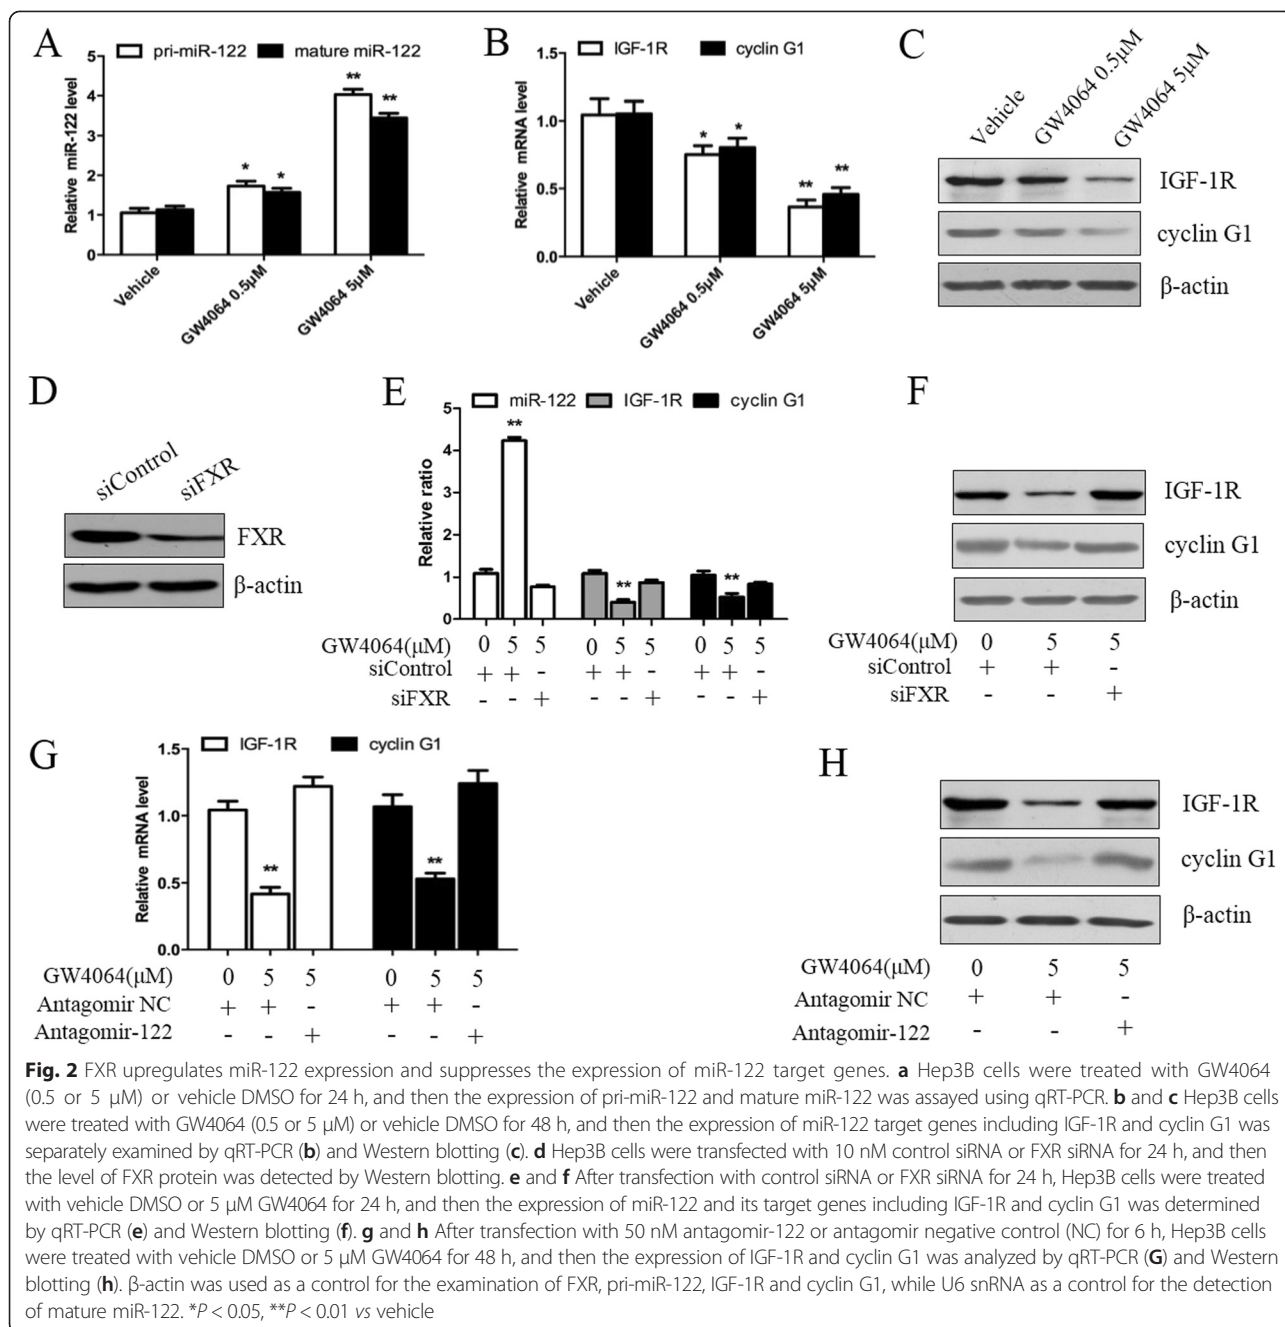 A
pri-miR-122 mature miR-122
Relative miR-122 level
5
4
3
2
1
0
** **
* *
Vehicle
GW4064 0.5μM
GW4064 5μM
B
IGF-1R cyclin G1
Relative mRNA level
1.5
1.0
0.5
0.0
* *
** **
Vehicle
GW4064 0.5μM
GW4064 5μM
C
Vehicle
GW4064 0.5μM
GW4064 5μM
IGF-1R
cyclin G1
β-actin
D
siControl
siFXR
FXR
β-actin
E
miR-122 IGF-1R cyclin G1
Relative ratio
5
4
3
2
1
0
**
** **
GW4064(μM) 0 5 5 0 5 5 0 5 5
siControl + + - + + - + + -
siFXR - - + - - + - - +
F
IGF-1R
cyclin G1
β-actin
GW4064(μM) 0 5 5
siControl + + -
siFXR - - +
G
IGF-1R cyclin G1
Relative mRNA level
1.5
1.0
0.5
0.0
** **
GW4064(μM) 0 5 5 0 5 5
Antagomir NC + + - + + -
Antagomir-122 - - + - - +
H
IGF-1R
cyclin G1
β-actin
GW4064(μM) 0 5 5
Antagomir NC + + -
Antagomir-122 - - +
Fig. 2 FXR upregulates miR-122 expression and suppresses the expression of miR-122 target genes. a Hep3B cells were treated with GW4064
(0.5 or 5 μM) or vehicle DMSO for 24 h, and then the expression of pri-miR-122 and mature miR-122 was assayed using qRT-PCR. b and c Hep3B cells
were treated with GW4064 (0.5 or 5 μM) or vehicle DMSO for 48 h, and then the expression of miR-122 target genes including IGF-1R and cyclin G1 was
separately examined by qRT-PCR (b) and Western blotting (c). d Hep3B cells were transfected with 10 nM control siRNA or FXR siRNA for 24 h, and then
the level of FXR protein was detected by Western blotting. e and f After transfection with control siRNA or FXR siRNA for 24 h, Hep3B cells were treated
with vehicle DMSO or 5 μM GW4064 for 24 h, and then the expression of miR-122 and its target genes including IGF-1R and cyclin G1 was determined
by qRT-PCR (e) and Western blotting (f). g and h After transfection with 50 nM antagomir-122 or antagomir negative control (NC) for 6 h, Hep3B cells
were treated with vehicle DMSO or 5 μM GW4064 for 48 h, and then the expression of IGF-1R and cyclin G1 was analyzed by qRT-PCR (G) and Western
blotting (h). β-actin was used as a control for the examination of FXR, pri-miR-122, IGF-1R and cyclin G1, while U6 snRNA as a control for the detection
of mature miR-122. *P < 0.05, **P < 0.01 vs vehicle